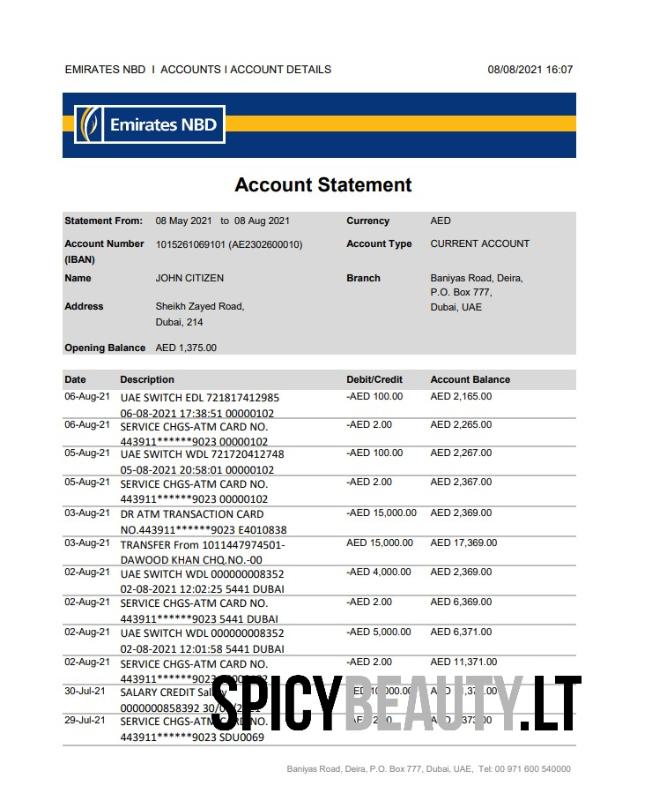 EMIRATES NBD I ACCOUNTS I ACCOUNT DETAILS 08/08/2021 16:07
Emirates NBD
Account Statement
Statement From: 08 May 2021 to 08 Aug 2021 Currency AED
Account Number 1015261069101 (AE2302600010) Account Type CURRENT ACCOUNT
(IBAN)
Name JOHN CITIZEN Branch Baniyas Road, Deira,
P.O. Box 777,
Address Sheikh Zayed Road, Dubai, UAE
Dubai, 214
Opening Balance AED 1,375.00
Date Description Debit/Credit Account Balance
06-Aug-21 UAE SWITCH EDL 721817412985 -AED 100.00 AED 2,165.00
06-08-2021 17:38:51 00000102
06-Aug-21 SERVICE CHGS-ATM CARD NO. -AED 2.00 AED 2,265.00
443911******9023 00000102
05-Aug-21 UAE SWITCH WDL 721720412748 -AED 100.00 AED 2,267.00
05-08-2021 20:58:01 00000102
05-Aug-21 SERVICE CHGS-ATM CARD NO. -AED 2.00 AED 2,367.00
443911******9023 00000102
03-Aug-21 DR ATM TRANSACTION CARD -AED 15,000.00 AED 2,369.00
NO.443911******9023 E4010838
03-Aug-21 TRANSFER From 1011447974501- AED 15,000.00 AED 17,369.00
DAWOOD KHAN CHQ.NO.-00
02-Aug-21 UAE SWITCH WDL 000000008352 -AED 4,000.00 AED 2,369.00
02-08-2021 12:02:25 5441 DUBAI
02-Aug-21 SERVICE CHGS-ATM CARD NO. -AED 2.00 AED 6,369.00
443911******9023 5441 DUBAI
02-Aug-21 UAE SWITCH WDL 000000008352 -AED 5,000.00 AED 6,371.00
02-08-2021 12:01:58 5441 DUBAI
02-Aug-21 SERVICE CHGS-ATM CARD NO. -AED 2.00 AED 11,371.00
443911******9023
30-Jul-21 SALARY CREDIT
0000000858392
SPICYBEAUTY.LT
29-Jul-21 SERVICE CHGS-ATM
443911******9023 SDU0069
Baniyas Road, Deira, P.O. Box 777, Dubai, UAE, Tel: 00 971 600 540000